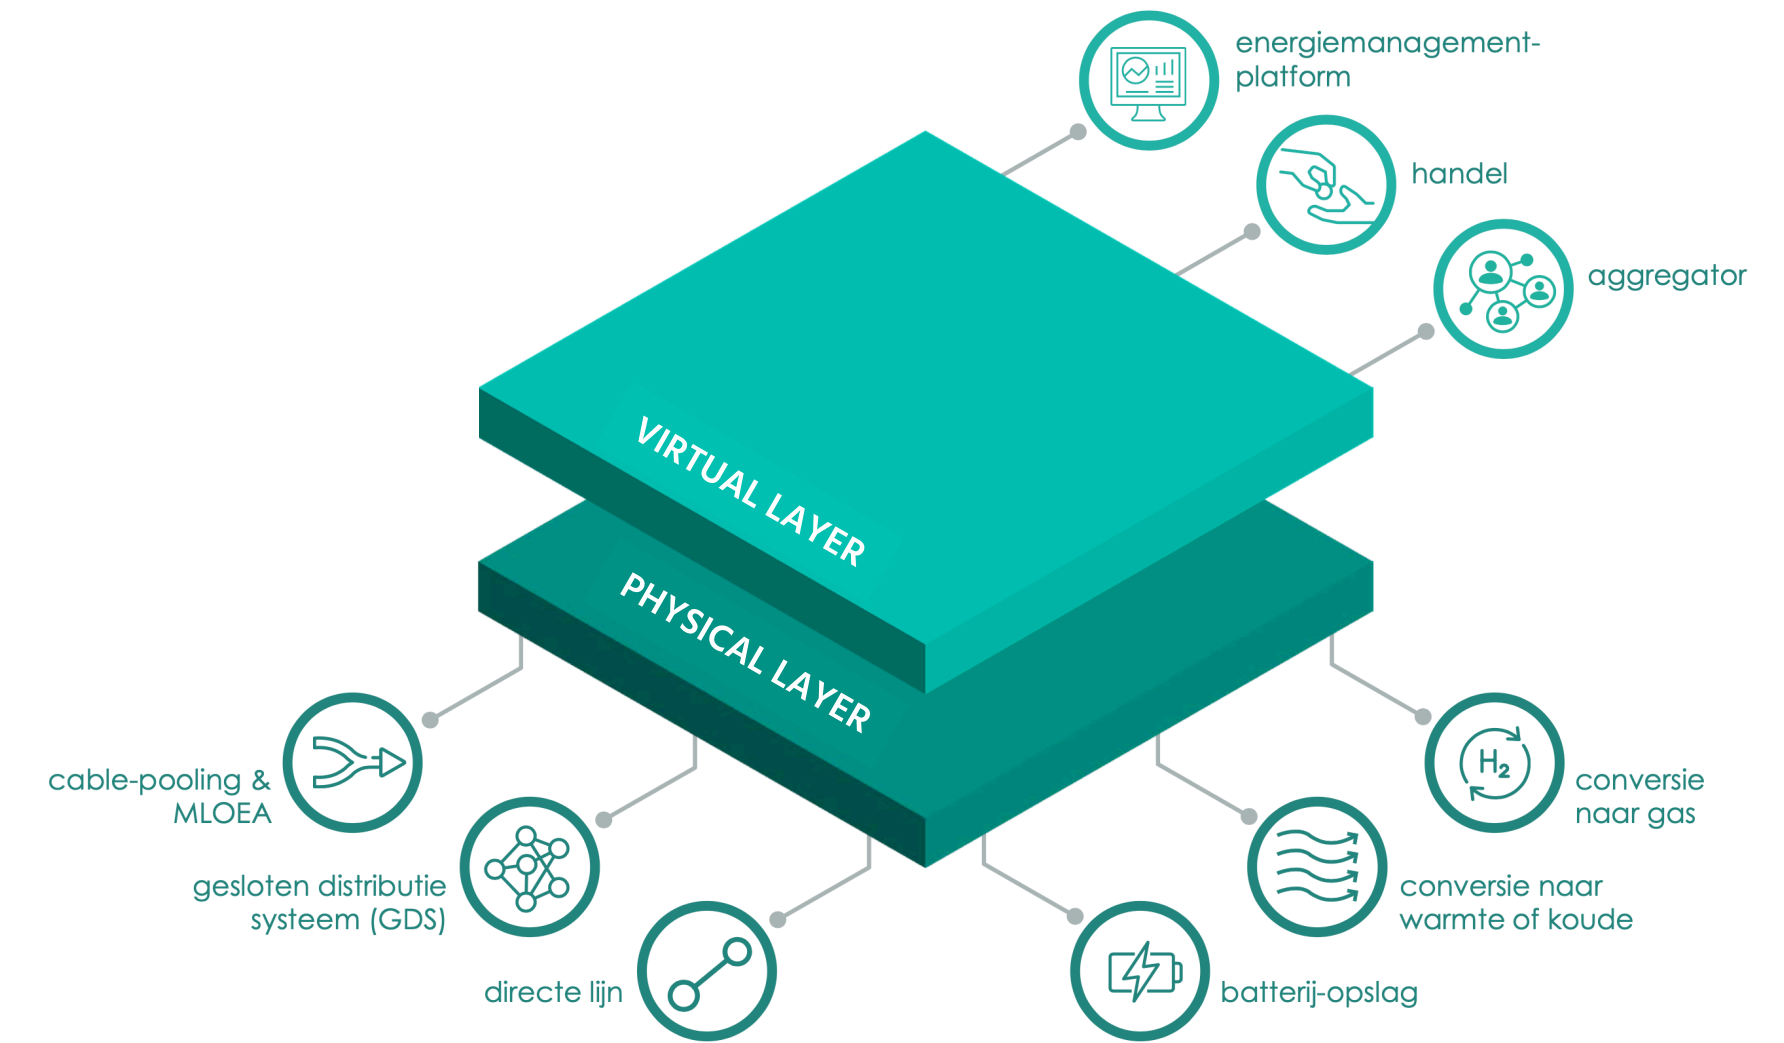 energiemanagement-
platform
handel
aggregator
VIRTUAL LAYER
PHYSICAL LAYER
cable-pooling &
MLOEA
gesloten distributie
systeem (GDS)
directe lijn
batterij-opslag
conversie naar
warmte of koude
H2
conversie
naar gas